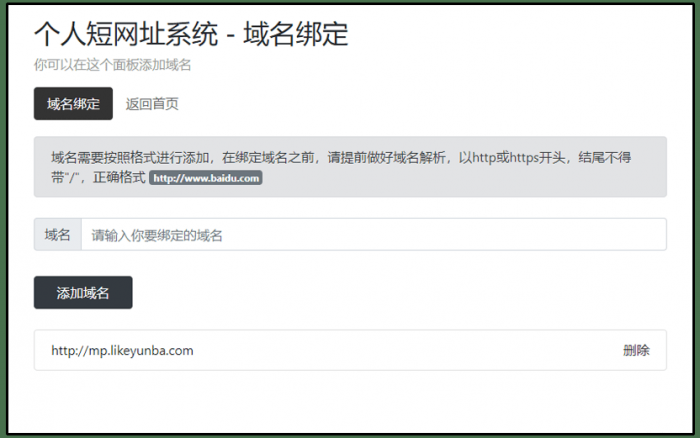 个人短网址系统 - 域名绑定
你可以在这个面板添加域名
域名绑定 返回首页
域名需要按照格式进行添加，在绑定域名之前，请提前做好域名解析，以http或https开头，结尾不得
带"/"，正确格式 http://www.baidu.com
域名 请输入你要绑定的域名
添加域名
http://mp.likeyunba.com 删除